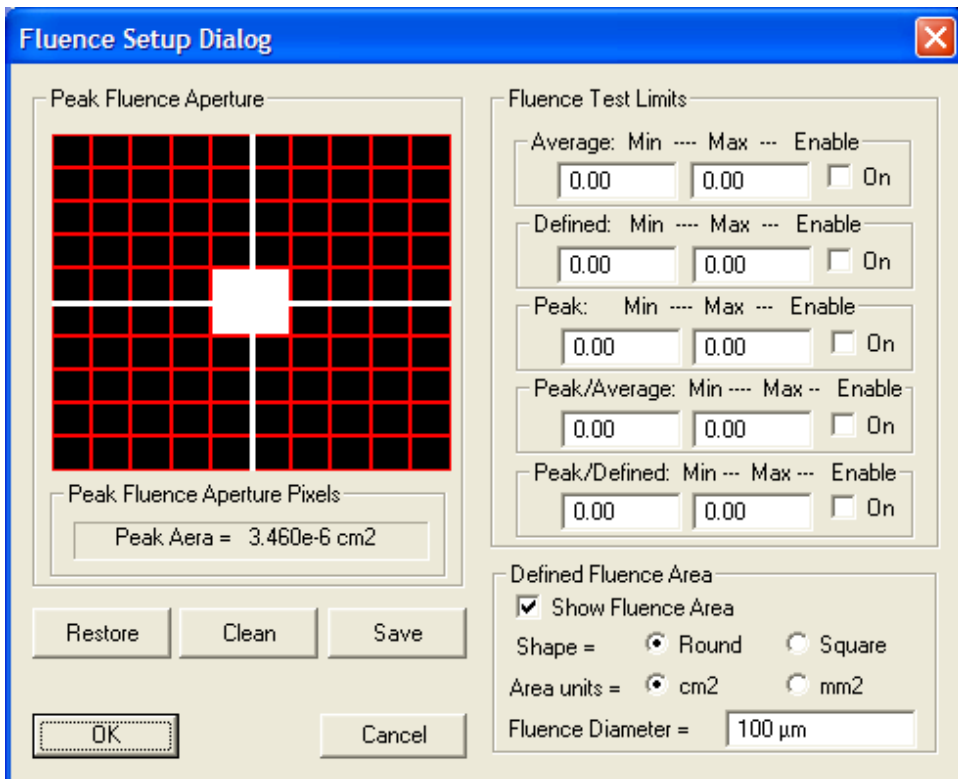 Fluence Setup Dialog
Peak Fluence Aperture
Peak Fluence Aperture Pixels
Peak Aera = 3.460e-6 cm2
Restore
Clean
Save
OK
Cancel
Fluence Test Limits
Average: Min ---- Max --- Enable
0.00 0.00 On
Defined: Min ---- Max --- Enable
0.00 0.00 On
Peak: Min ---- Max --- Enable
0.00 0.00 On
Peak/Average: Min ---- Max -- Enable
0.00 0.00 On
Peak/Defined: Min --- Max --- Enable
0.00 0.00 On
Defined Fluence Area
Show Fluence Area
Shape = Round Square
Area units = cm2 mm2
Fluence Diameter = 100 µm